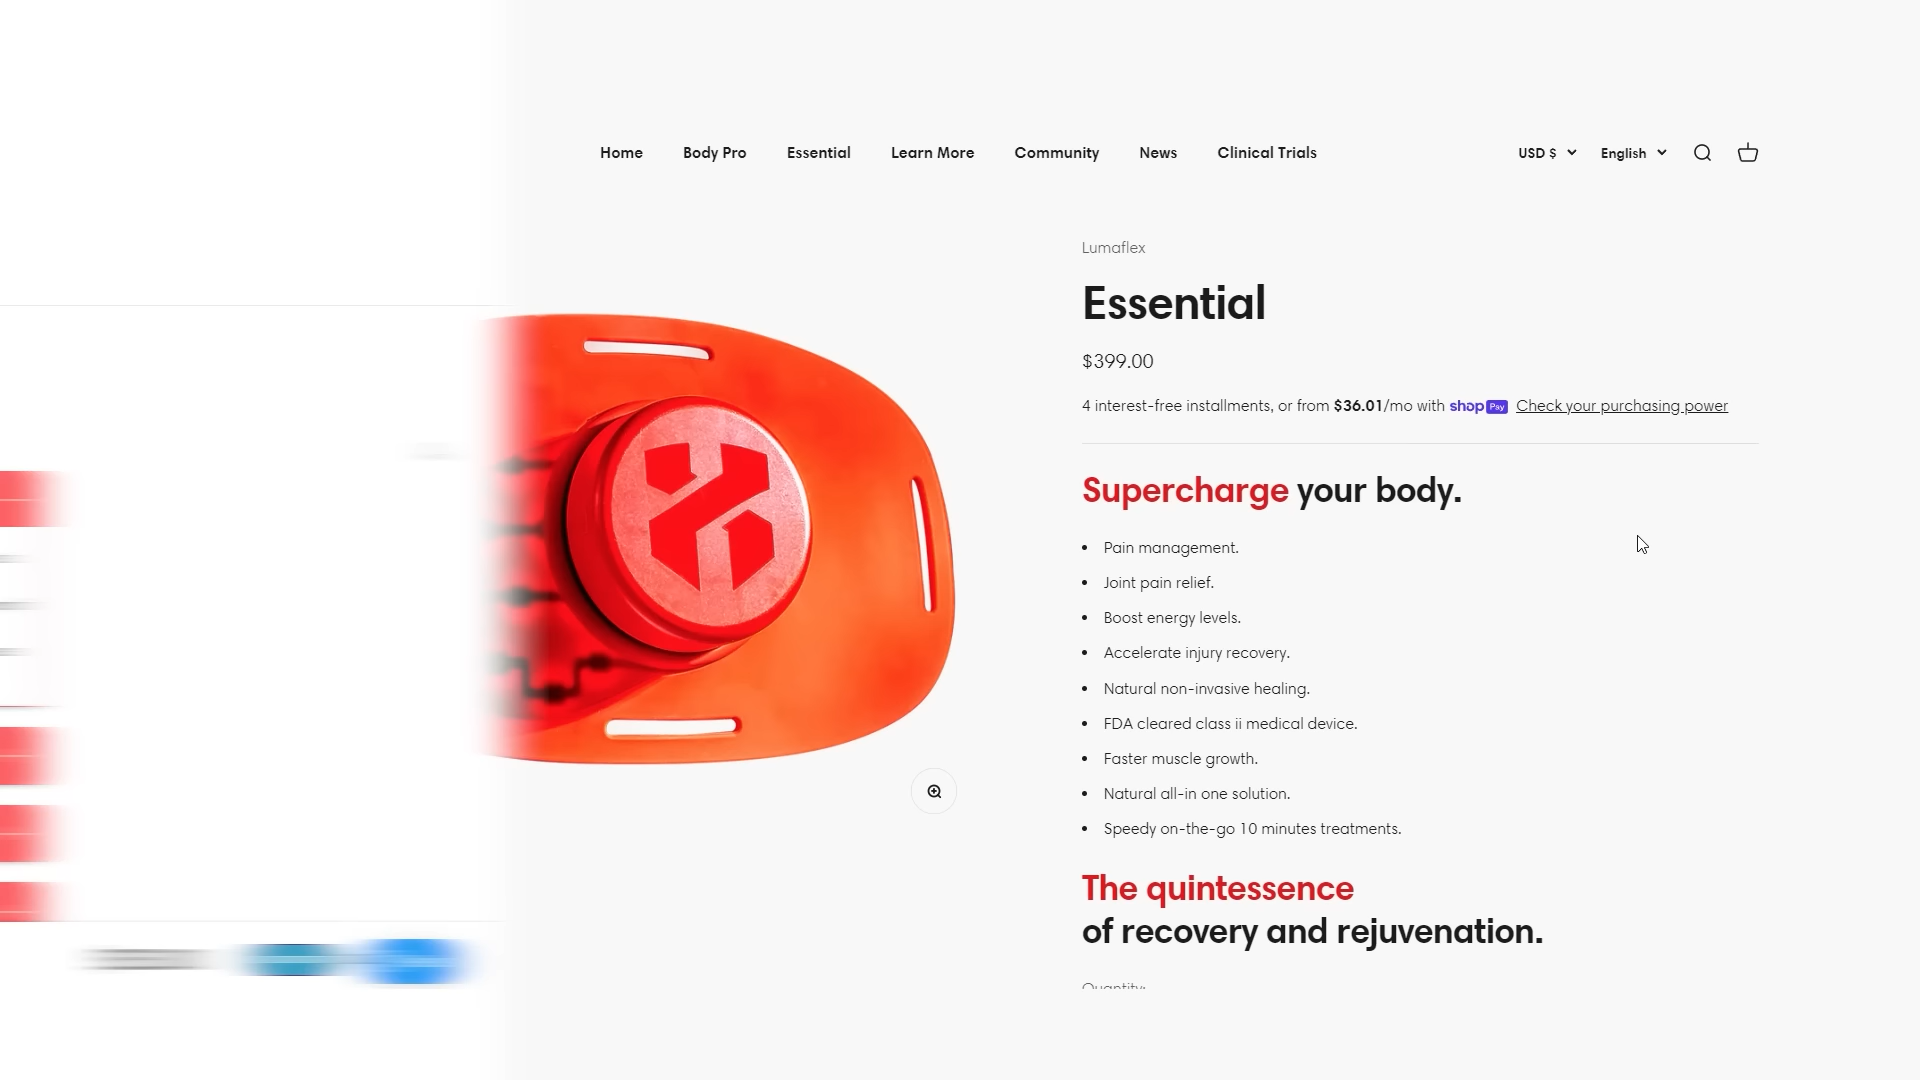 Home Body Pro Essential Learn More Community News Clinical Trials USD $ English
Lumaflex
Essential
$399.00
4 interest-free installments, or from $36.01/mo with shop Pay Check your purchasing power
Supercharge your body.
Pain management.
Joint pain relief.
Boost energy levels.
Accelerate injury recovery.
Natural non-invasive healing.
FDA cleared class ii medical device.
Faster muscle growth.
Natural all-in one solution.
Speedy on-the-go 10 minutes treatments.
The quintessence
of recovery and rejuvenation.
Quantity: